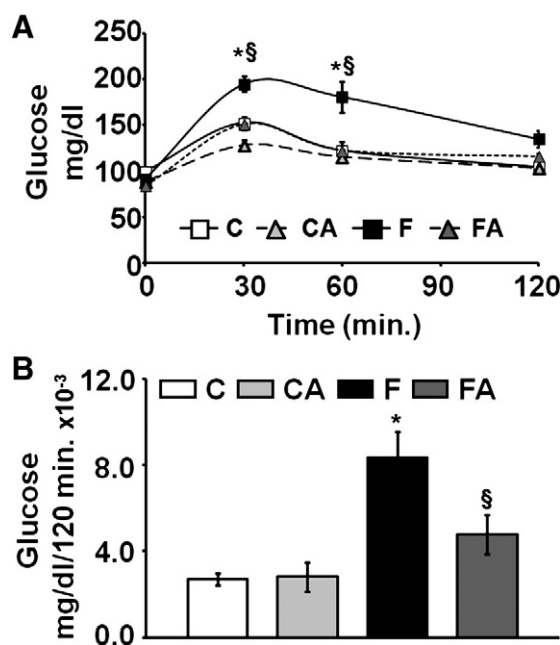 A
250
*§ *§
200
150
100
50
0
Glucose
mg/dl
C CA F FA
0 30 60 90 120
Time (min.)
B
12.0
C CA F FA
*
8.0
§
4.0
0.0
Glucose
mg/dl/120 min. x10⁻³